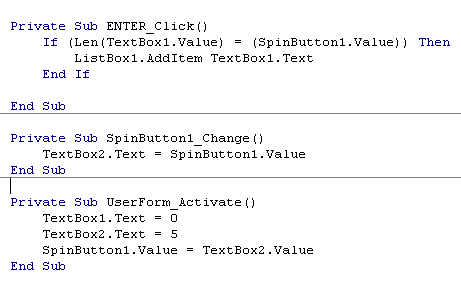 Private Sub ENTER_Click()
    If (Len(TextBox1.Value) = (SpinButton1.Value)) Then
        ListBox1.AddItem TextBox1.Text
    End If
End Sub
Private Sub SpinButton1_Change()
    TextBox2.Text = SpinButton1.Value
End Sub
Private Sub UserForm_Activate()
    TextBox1.Text = 0
    TextBox2.Text = 5
    SpinButton1.Value = TextBox2.Value
End Sub